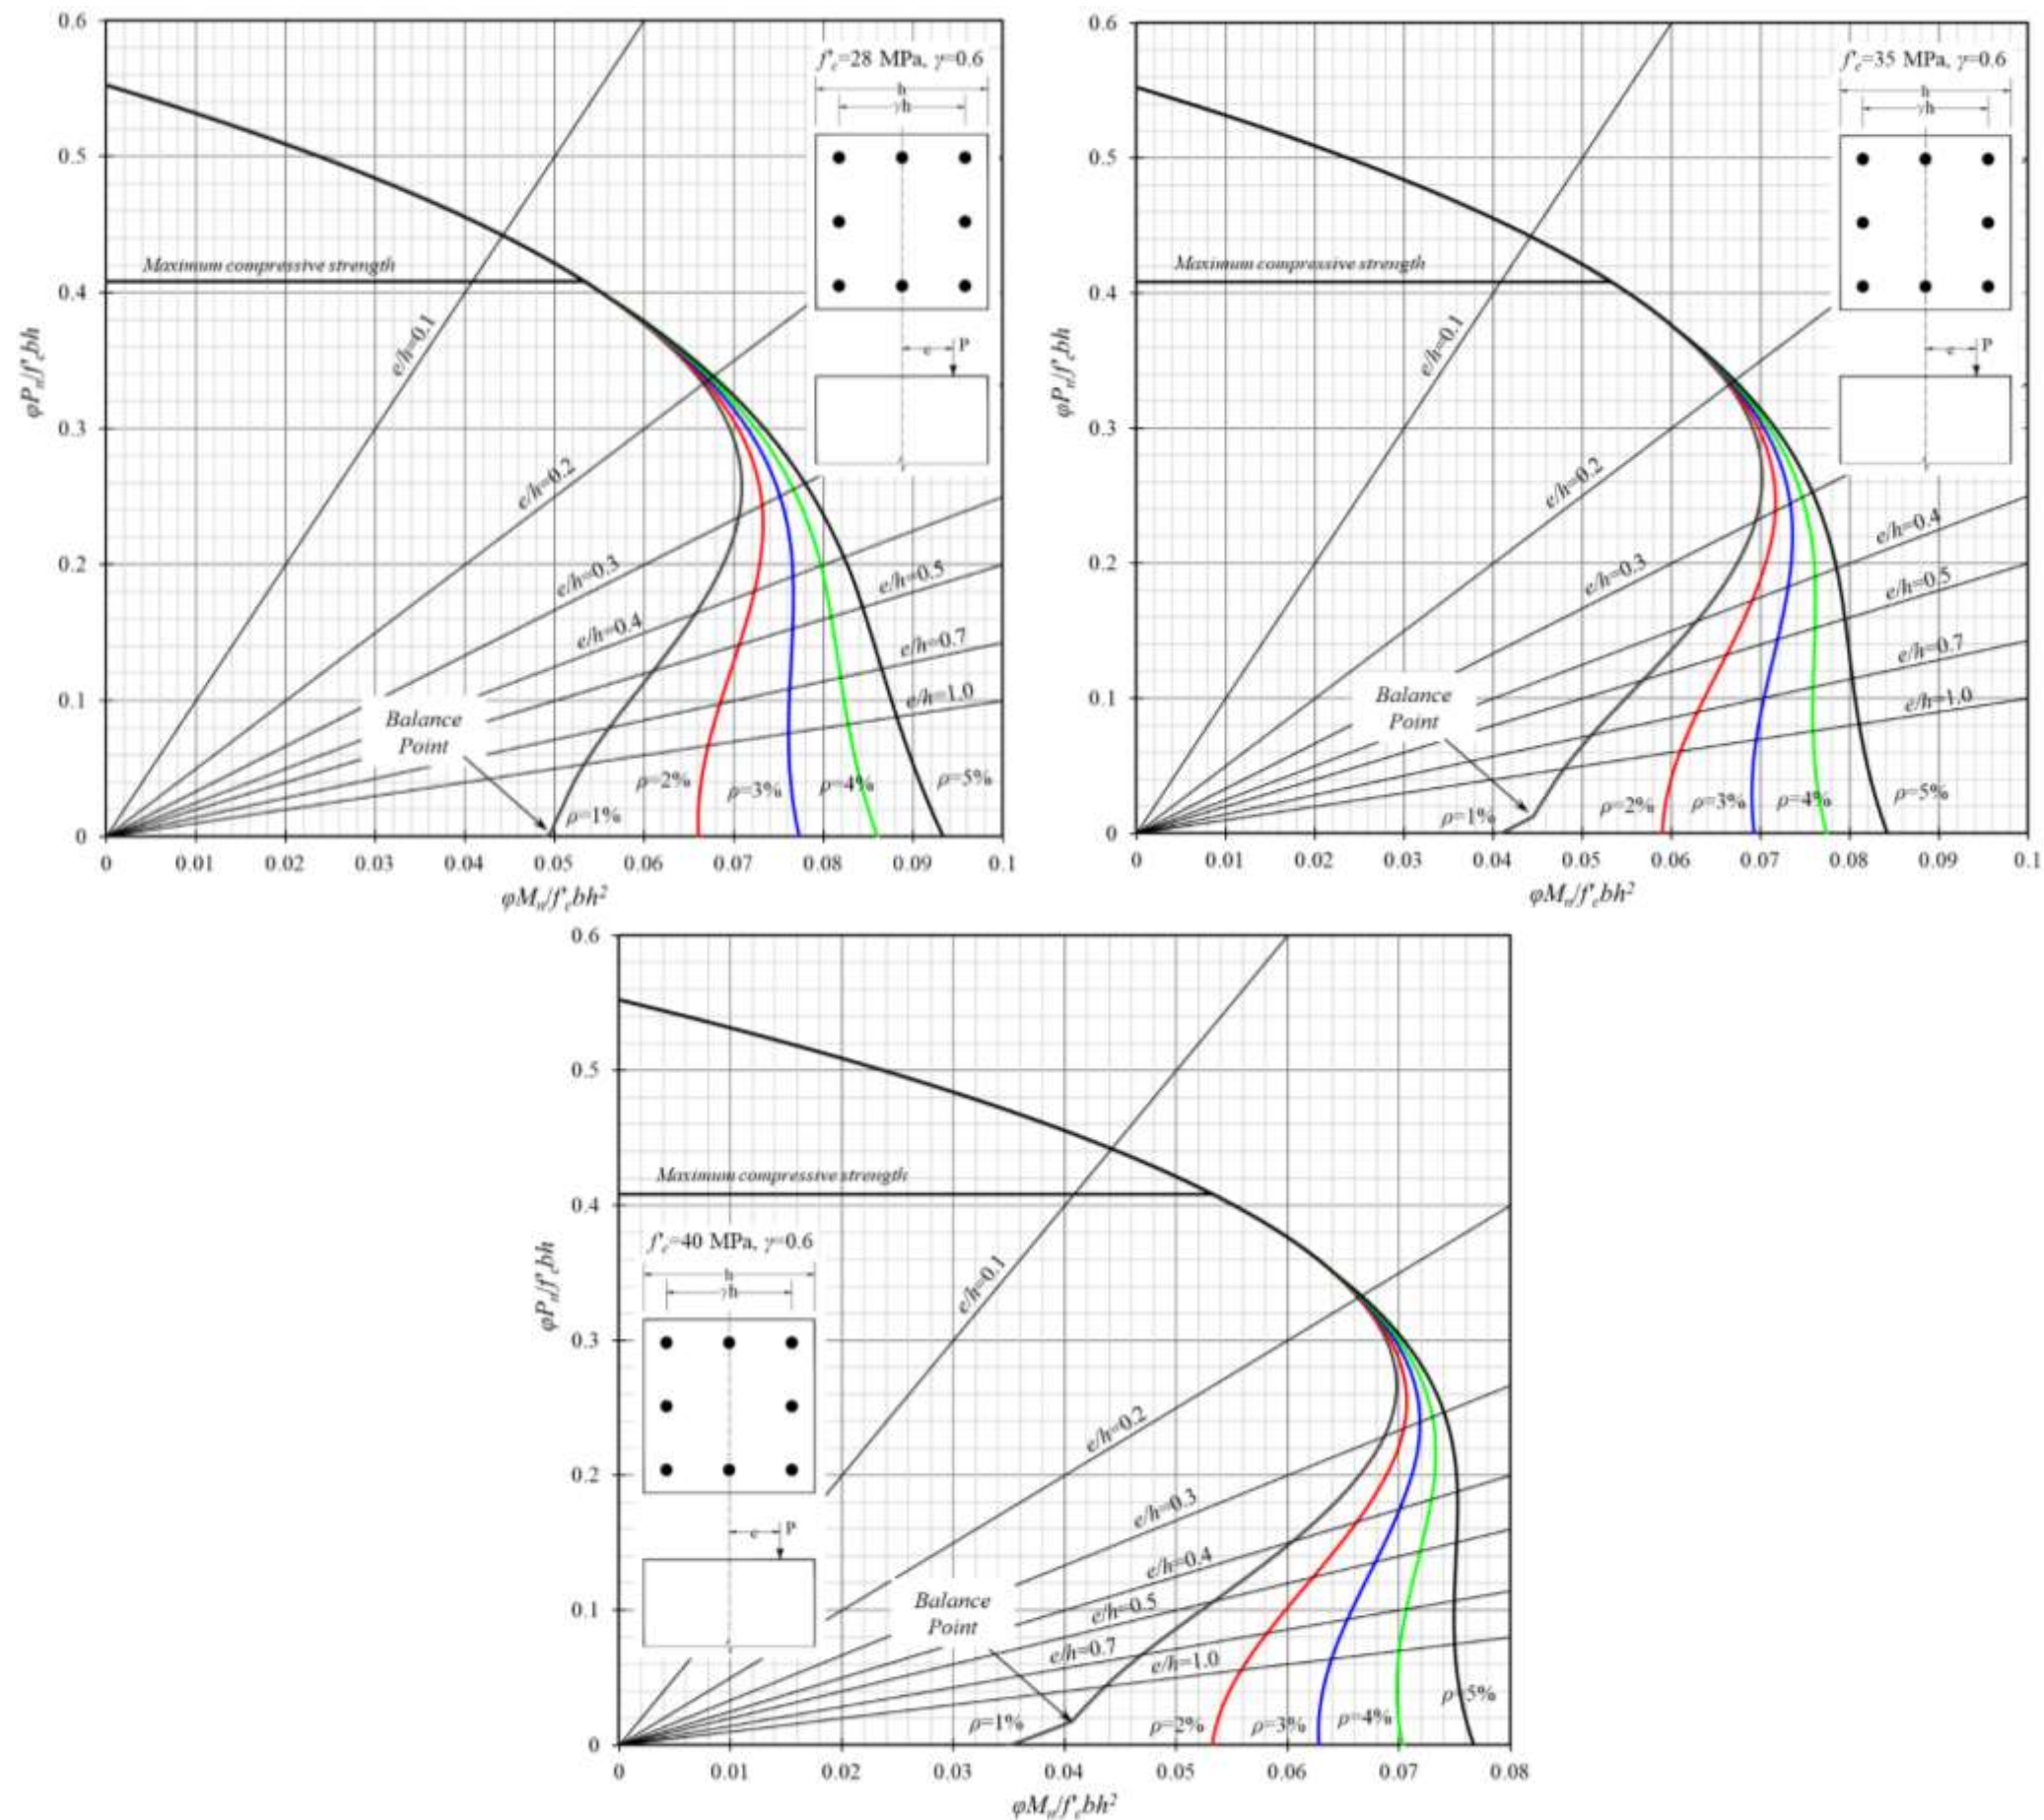 0.6
0.5
0.4
0.3
0.2
0.1
0
φPₙ/f'꜀bh
f'꜀=28 MPa, γ=0.6
h
γh
e
P
Maximum compressive strength
e/h=0.1
e/h=0.2
e/h=0.3
e/h=0.4
e/h=0.5
e/h=0.7
e/h=1.0
Balance
Point
ρ=1%
ρ=2%
ρ=3%
ρ=4%
ρ=5%
0 0.01 0.02 0.03 0.04 0.05 0.06 0.07 0.08 0.09 0.1
φMₙ/f'꜀bh²
0.6
0.5
0.4
0.3
0.2
0.1
0
φPₙ/f'꜀bh
f'꜀=35 MPa, γ=0.6
h
γh
e
P
Maximum compressive strength
e/h=0.1
e/h=0.2
e/h=0.3
e/h=0.4
e/h=0.5
e/h=0.7
e/h=1.0
Balance
Point
ρ=1%
ρ=2%
ρ=3%
ρ=4%
ρ=5%
0 0.01 0.02 0.03 0.04 0.05 0.06 0.07 0.08 0.09 0.1
φMₙ/f'꜀bh²
0.6
0.5
0.4
0.3
0.2
0.1
0
φPₙ/f'꜀bh
Maximum compressive strength
f'꜀=40 MPa, γ=0.6
h
γh
e
P
e/h=0.1
e/h=0.2
e/h=0.3
e/h=0.4
e/h=0.5
e/h=0.7
e/h=1.0
Balance
Point
ρ=1%
ρ=2%
ρ=3%
ρ=4%
ρ=5%
0 0.01 0.02 0.03 0.04 0.05 0.06 0.07 0.08
φMₙ/f'꜀bh²